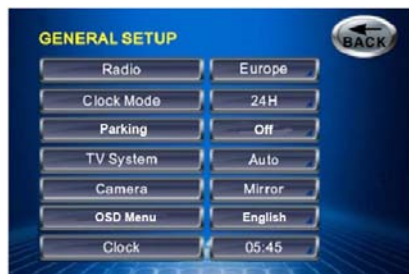 GENERAL SETUP
BACK
Radio Europe
Clock Mode 24H
Parking Off
TV System Auto
Camera Mirror
OSD Menu English
Clock 05:45